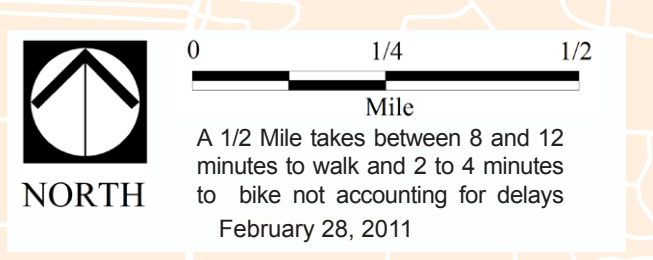 0 1/4 1/2
Mile
A 1/2 Mile takes between 8 and 12
minutes to walk and 2 to 4 minutes
to bike not accounting for delays
February 28, 2011
NORTH